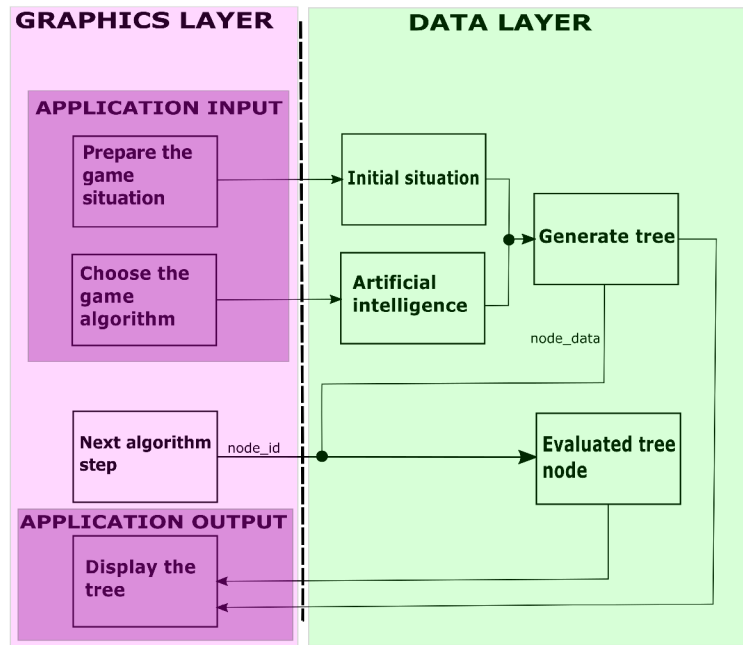 GRAPHICS LAYER
DATA LAYER
APPLICATION INPUT
Prepare the
game
situation
Initial situation
Generate tree
Choose the
game
algorithm
Artificial
intelligence
node_data
Next algorithm
step
node_id
Evaluated tree
node
APPLICATION OUTPUT
Display the
tree